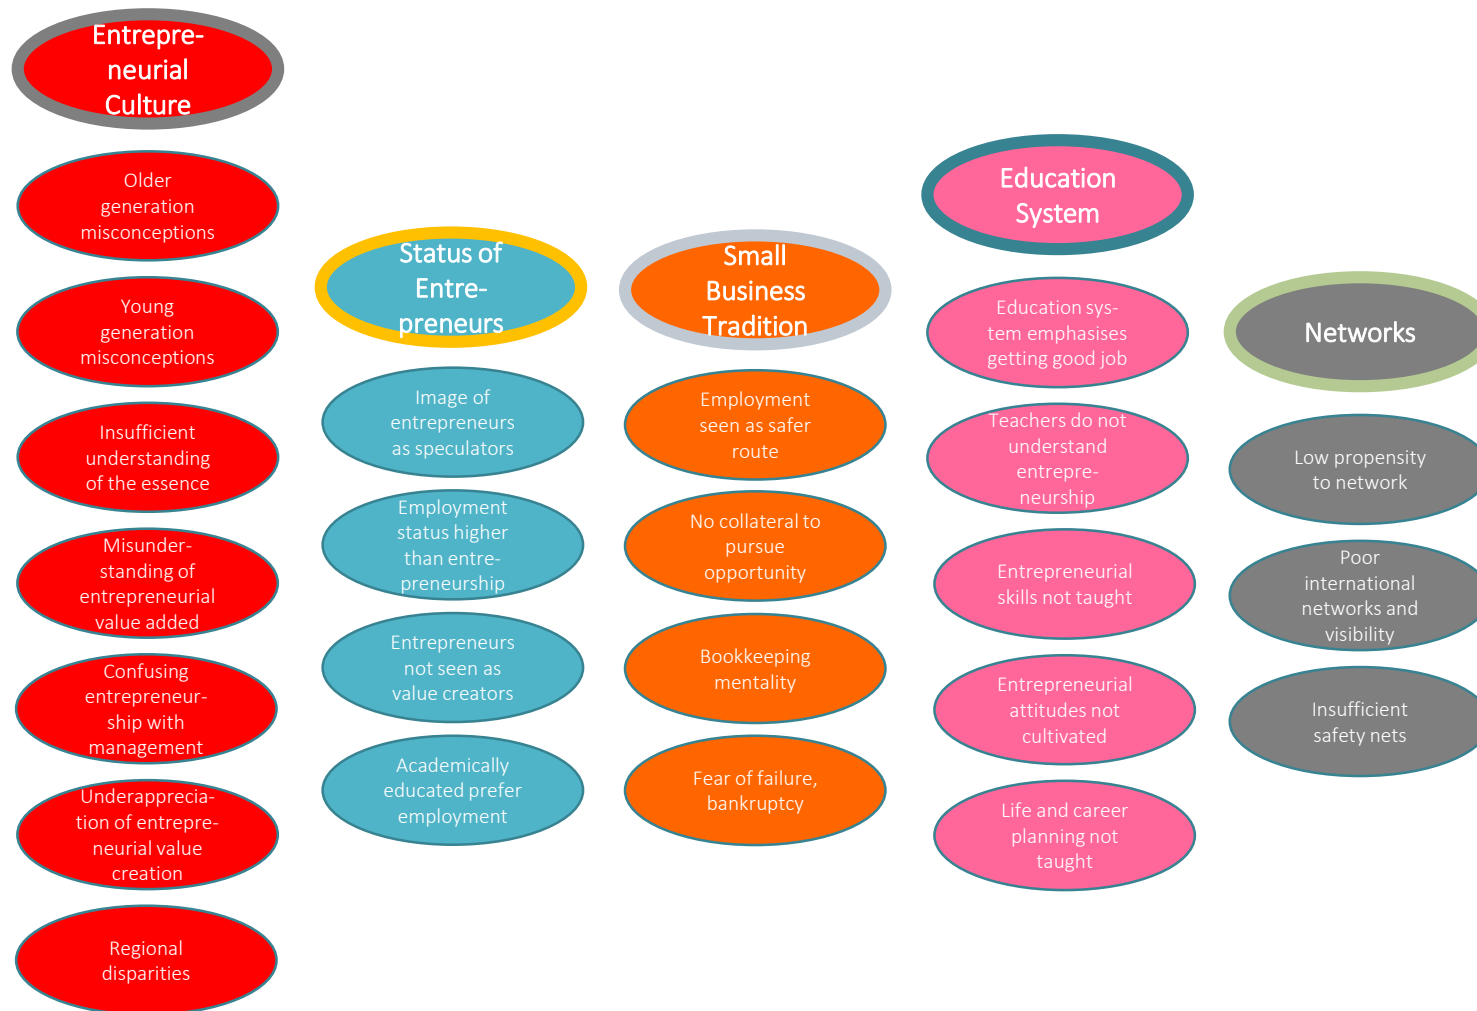 Entrepre-
neurial
Culture
Older
generation
misconceptions
Young
generation
misconceptions
Insufficient
understanding
of the essence
Misunder-
standing of
entrepreneurial
value added
Confusing
entrepreneur-
ship with
management
Underapprecia-
tion of entrepre-
neurial value
creation
Regional
disparities
Status of
Entre-
preneurs
Image of
entrepreneurs
as speculators
Employment
status higher
than entre-
preneurship
Entrepreneurs
not seen as
value creators
Academically
educated prefer
employment
Small
Business
Tradition
Employment
seen as safer
route
No collateral to
pursue
opportunity
Bookkeeping
mentality
Fear of failure,
bankruptcy
Education
System
Education sys-
tem emphasises
getting good job
Teachers do not
understand
entrepre-
neurship
Entrepreneurial
skills not taught
Entrepreneurial
attitudes not
cultivated
Life and career
planning not
taught
Networks
Low propensity
to network
Poor
international
networks and
visibility
Insufficient
safety nets